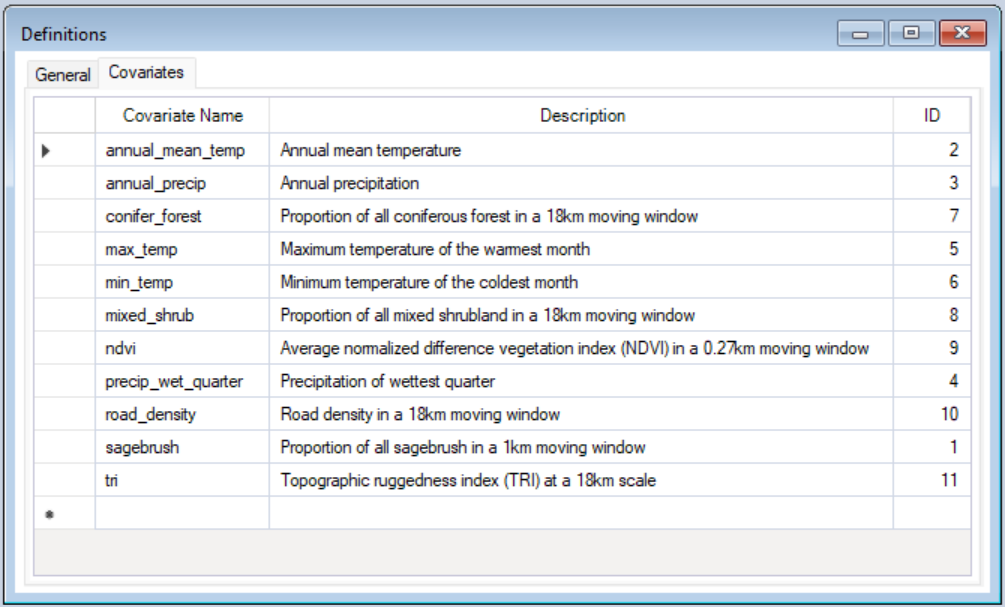 Definitions
General Covariates
Covariate Name Description ID
annual_mean_temp Annual mean temperature 2
annual_precip Annual precipitation 3
conifer_forest Proportion of all coniferous forest in a 18km moving window 7
max_temp Maximum temperature of the warmest month 5
min_temp Minimum temperature of the coldest month 6
mixed_shrub Proportion of all mixed shrubland in a 18km moving window 8
ndvi Average normalized difference vegetation index (NDVI) in a 0.27km moving window 9
precip_wet_quarter Precipitation of wettest quarter 4
road_density Road density in a 18km moving window 10
sagebrush Proportion of all sagebrush in a 1km moving window 1
tri Topographic ruggedness index (TRI) at a 18km scale 11